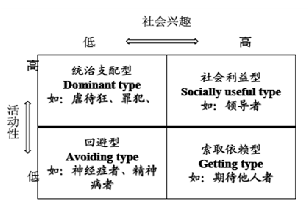 社会兴趣
低 高
高
统治支配型
Dominant type
如：虐待狂、罪犯、
社会利益型
Socially useful type
如：领导者
活动性
回避型
Avoiding type
如：神经症者、精神
病者
索取依赖型
Getting type
如：期待他人者
低